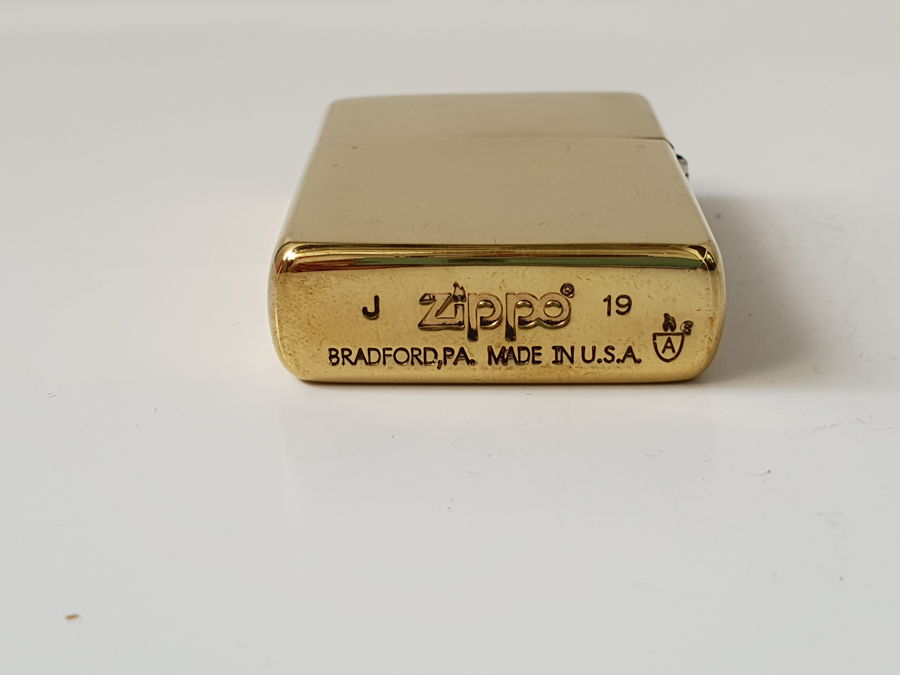 J zippo® 19
BRADFORD,PA. MADE IN U.S.A. A